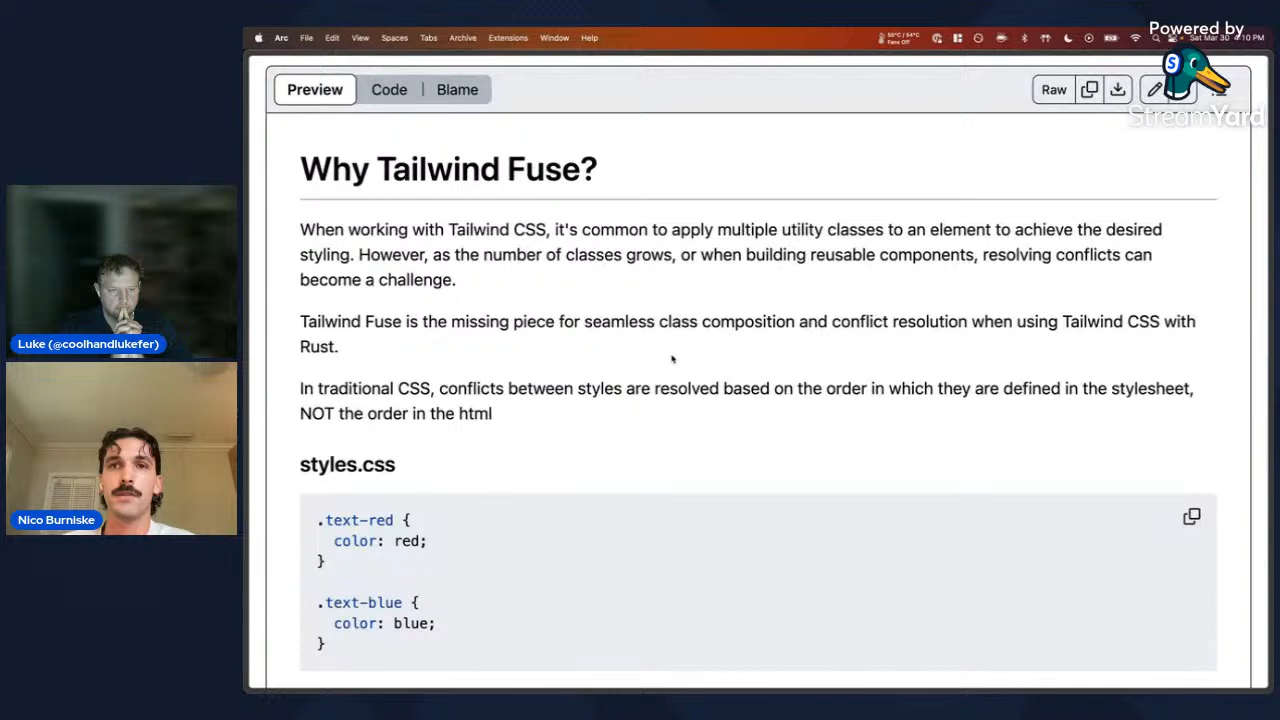 Powered by
StreamYard
Arc File Edit View Spaces Tabs Archive Extensions Window Help
Sat Mar 30 4:10 PM
Preview Code Blame
Raw
Why Tailwind Fuse?
When working with Tailwind CSS, it's common to apply multiple utility classes to an element to achieve the desired
styling. However, as the number of classes grows, or when building reusable components, resolving conflicts can
become a challenge.
Tailwind Fuse is the missing piece for seamless class composition and conflict resolution when using Tailwind CSS with
Rust.
In traditional CSS, conflicts between styles are resolved based on the order in which they are defined in the stylesheet,
NOT the order in the html
styles.css
.text-red {
color: red;
}
.text-blue {
color: blue;
}
Luke (@coolhandlukefer)
Nico Burniske